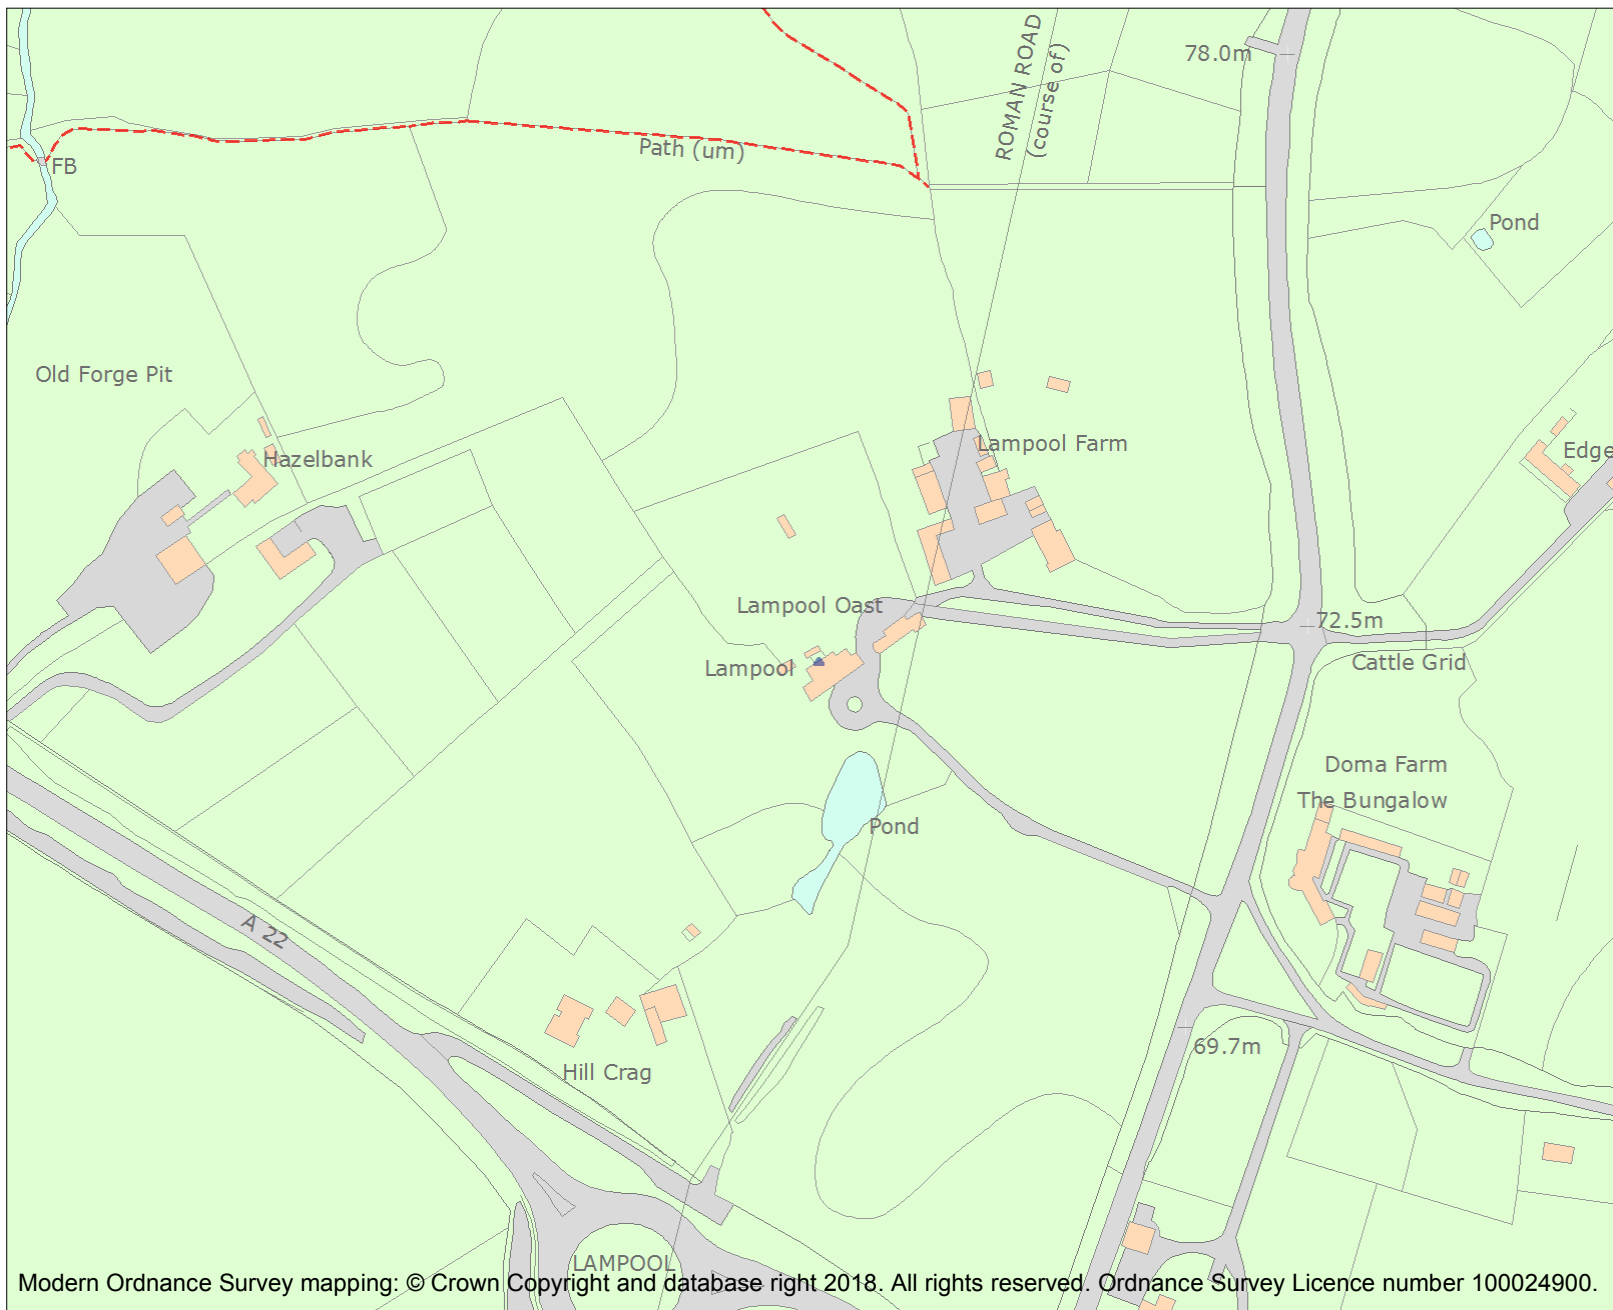 78.0m
ROMAN ROAD
(course of)
Path (um)
FB
Pond
Old Forge Pit
Hazelbank
Lampool Farm
Edge
Lampool Oast
72.5m
Lampool
Cattle Grid
Doma Farm
The Bungalow
Pond
A 22
69.7m
Hill Crag
LAMPOOL
Modern Ordnance Survey mapping: © Crown Copyright and database right 2018. All rights reserved. Ordnance Survey Licence number 100024900.